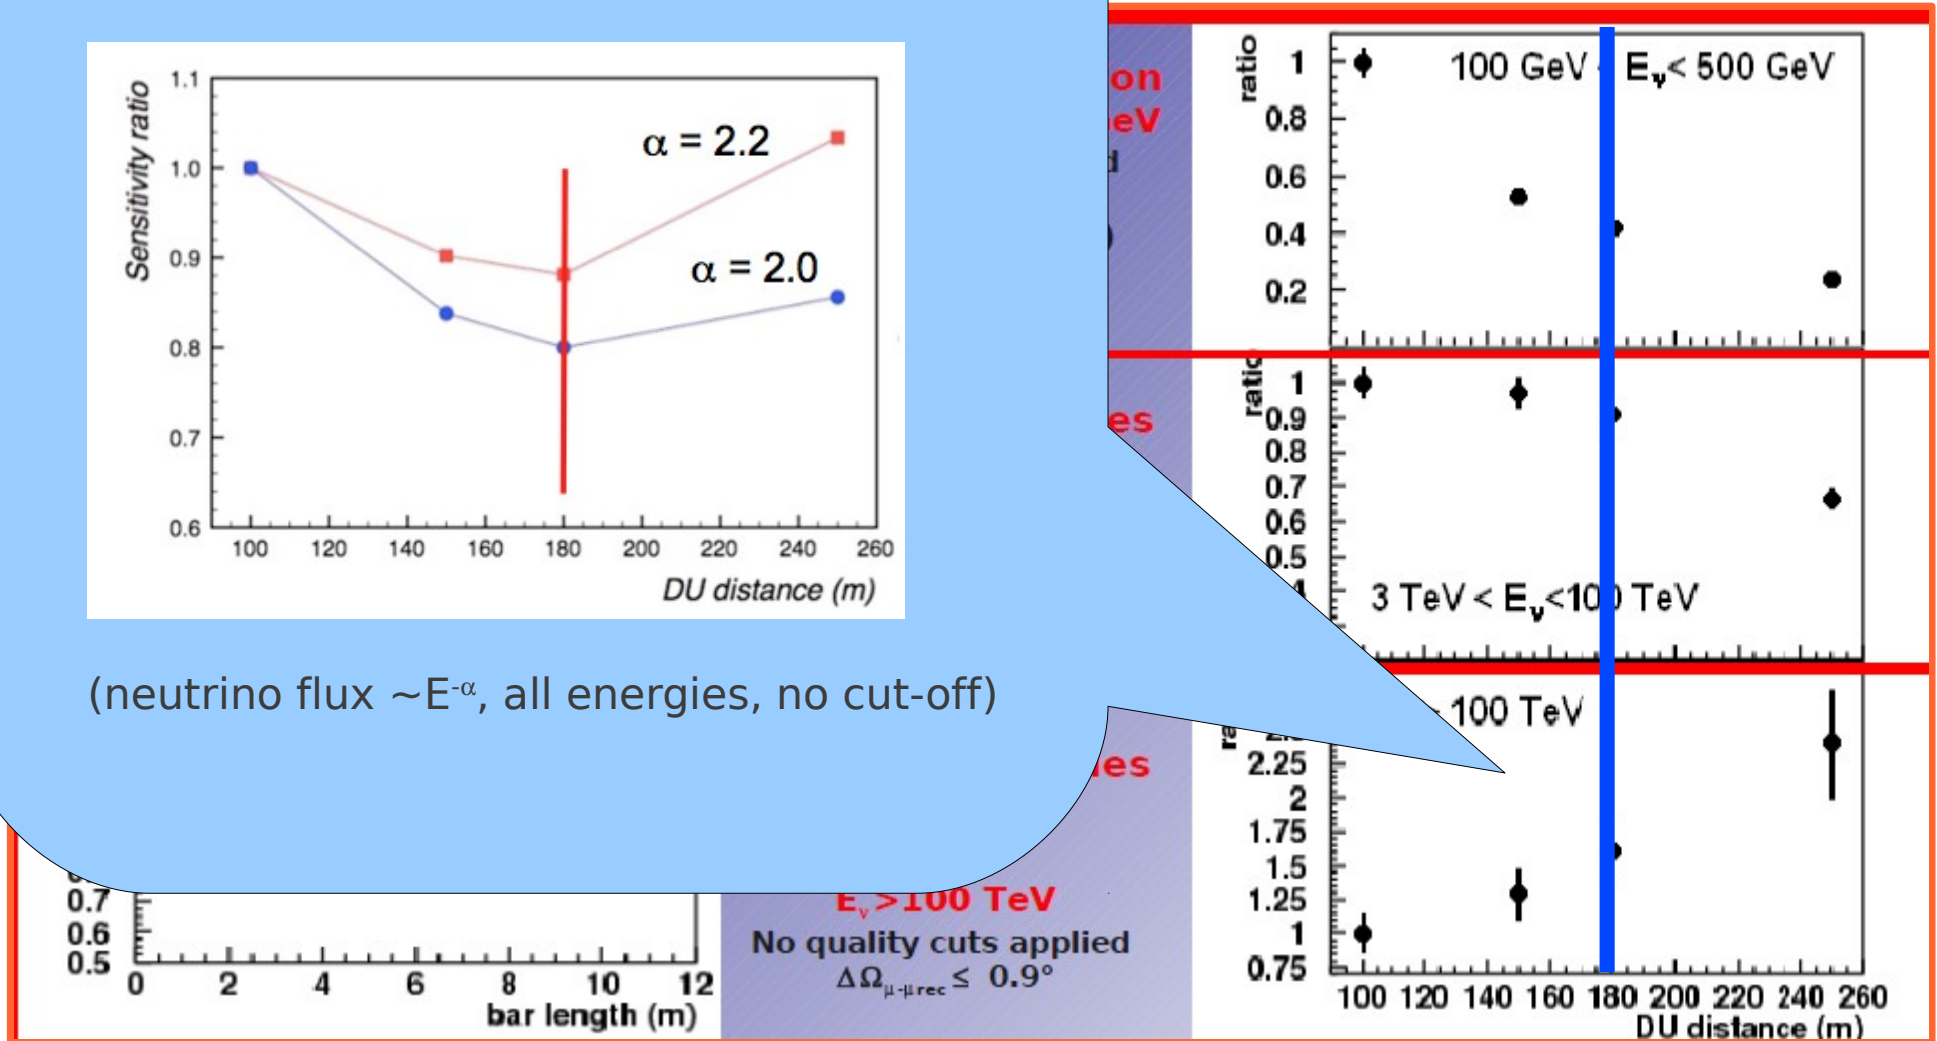 1.1
1.0
0.9
0.8
0.7
0.6
Sensitivity ratio
α = 2.2
α = 2.0
100 120 140 160 180 200 220 240 260
DU distance (m)
(neutrino flux ~E-α, all energies, no cut-off)
on
eV
d
)
es
ies
Eν>100 TeV
No quality cuts applied
ΔΩμ-μrec ≤ 0.9°
0.7
0.6
0.5
0 2 4 6 8 10 12
bar length (m)
ratio
100 GeV Eν< 500 GeV
1
0.8
0.6
0.4
0.2
ratio
1
0.9
0.8
0.7
0.6
0.5
3 TeV < Eν<100 TeV
100 TeV
2.25
2
1.75
1.5
1.25
1
0.75
100 120 140 160 180 200 220 240 260
DU distance (m)